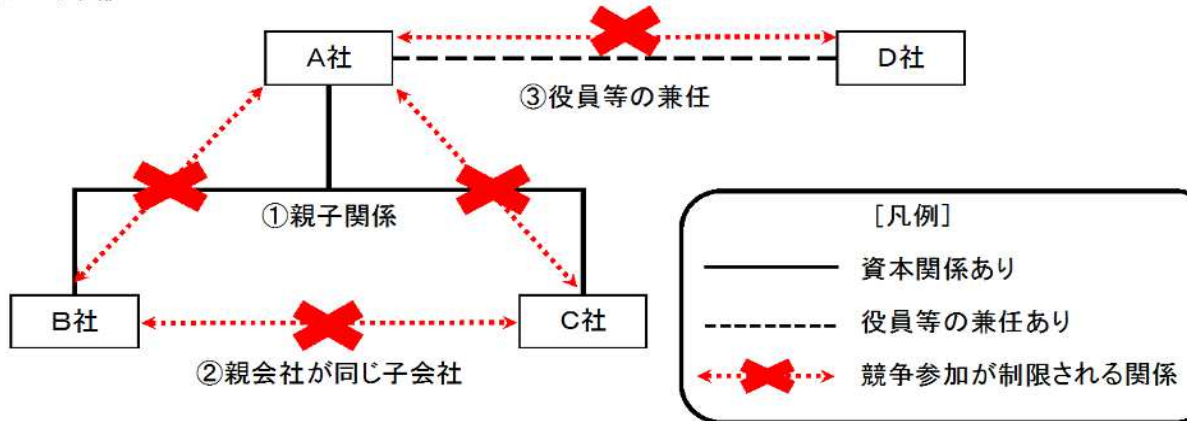 A社
D社
③役員等の兼任
①親子関係
[凡例]
資本関係あり
B社
C社
役員等の兼任あり
②親会社が同じ子会社
競争参加が制限される関係